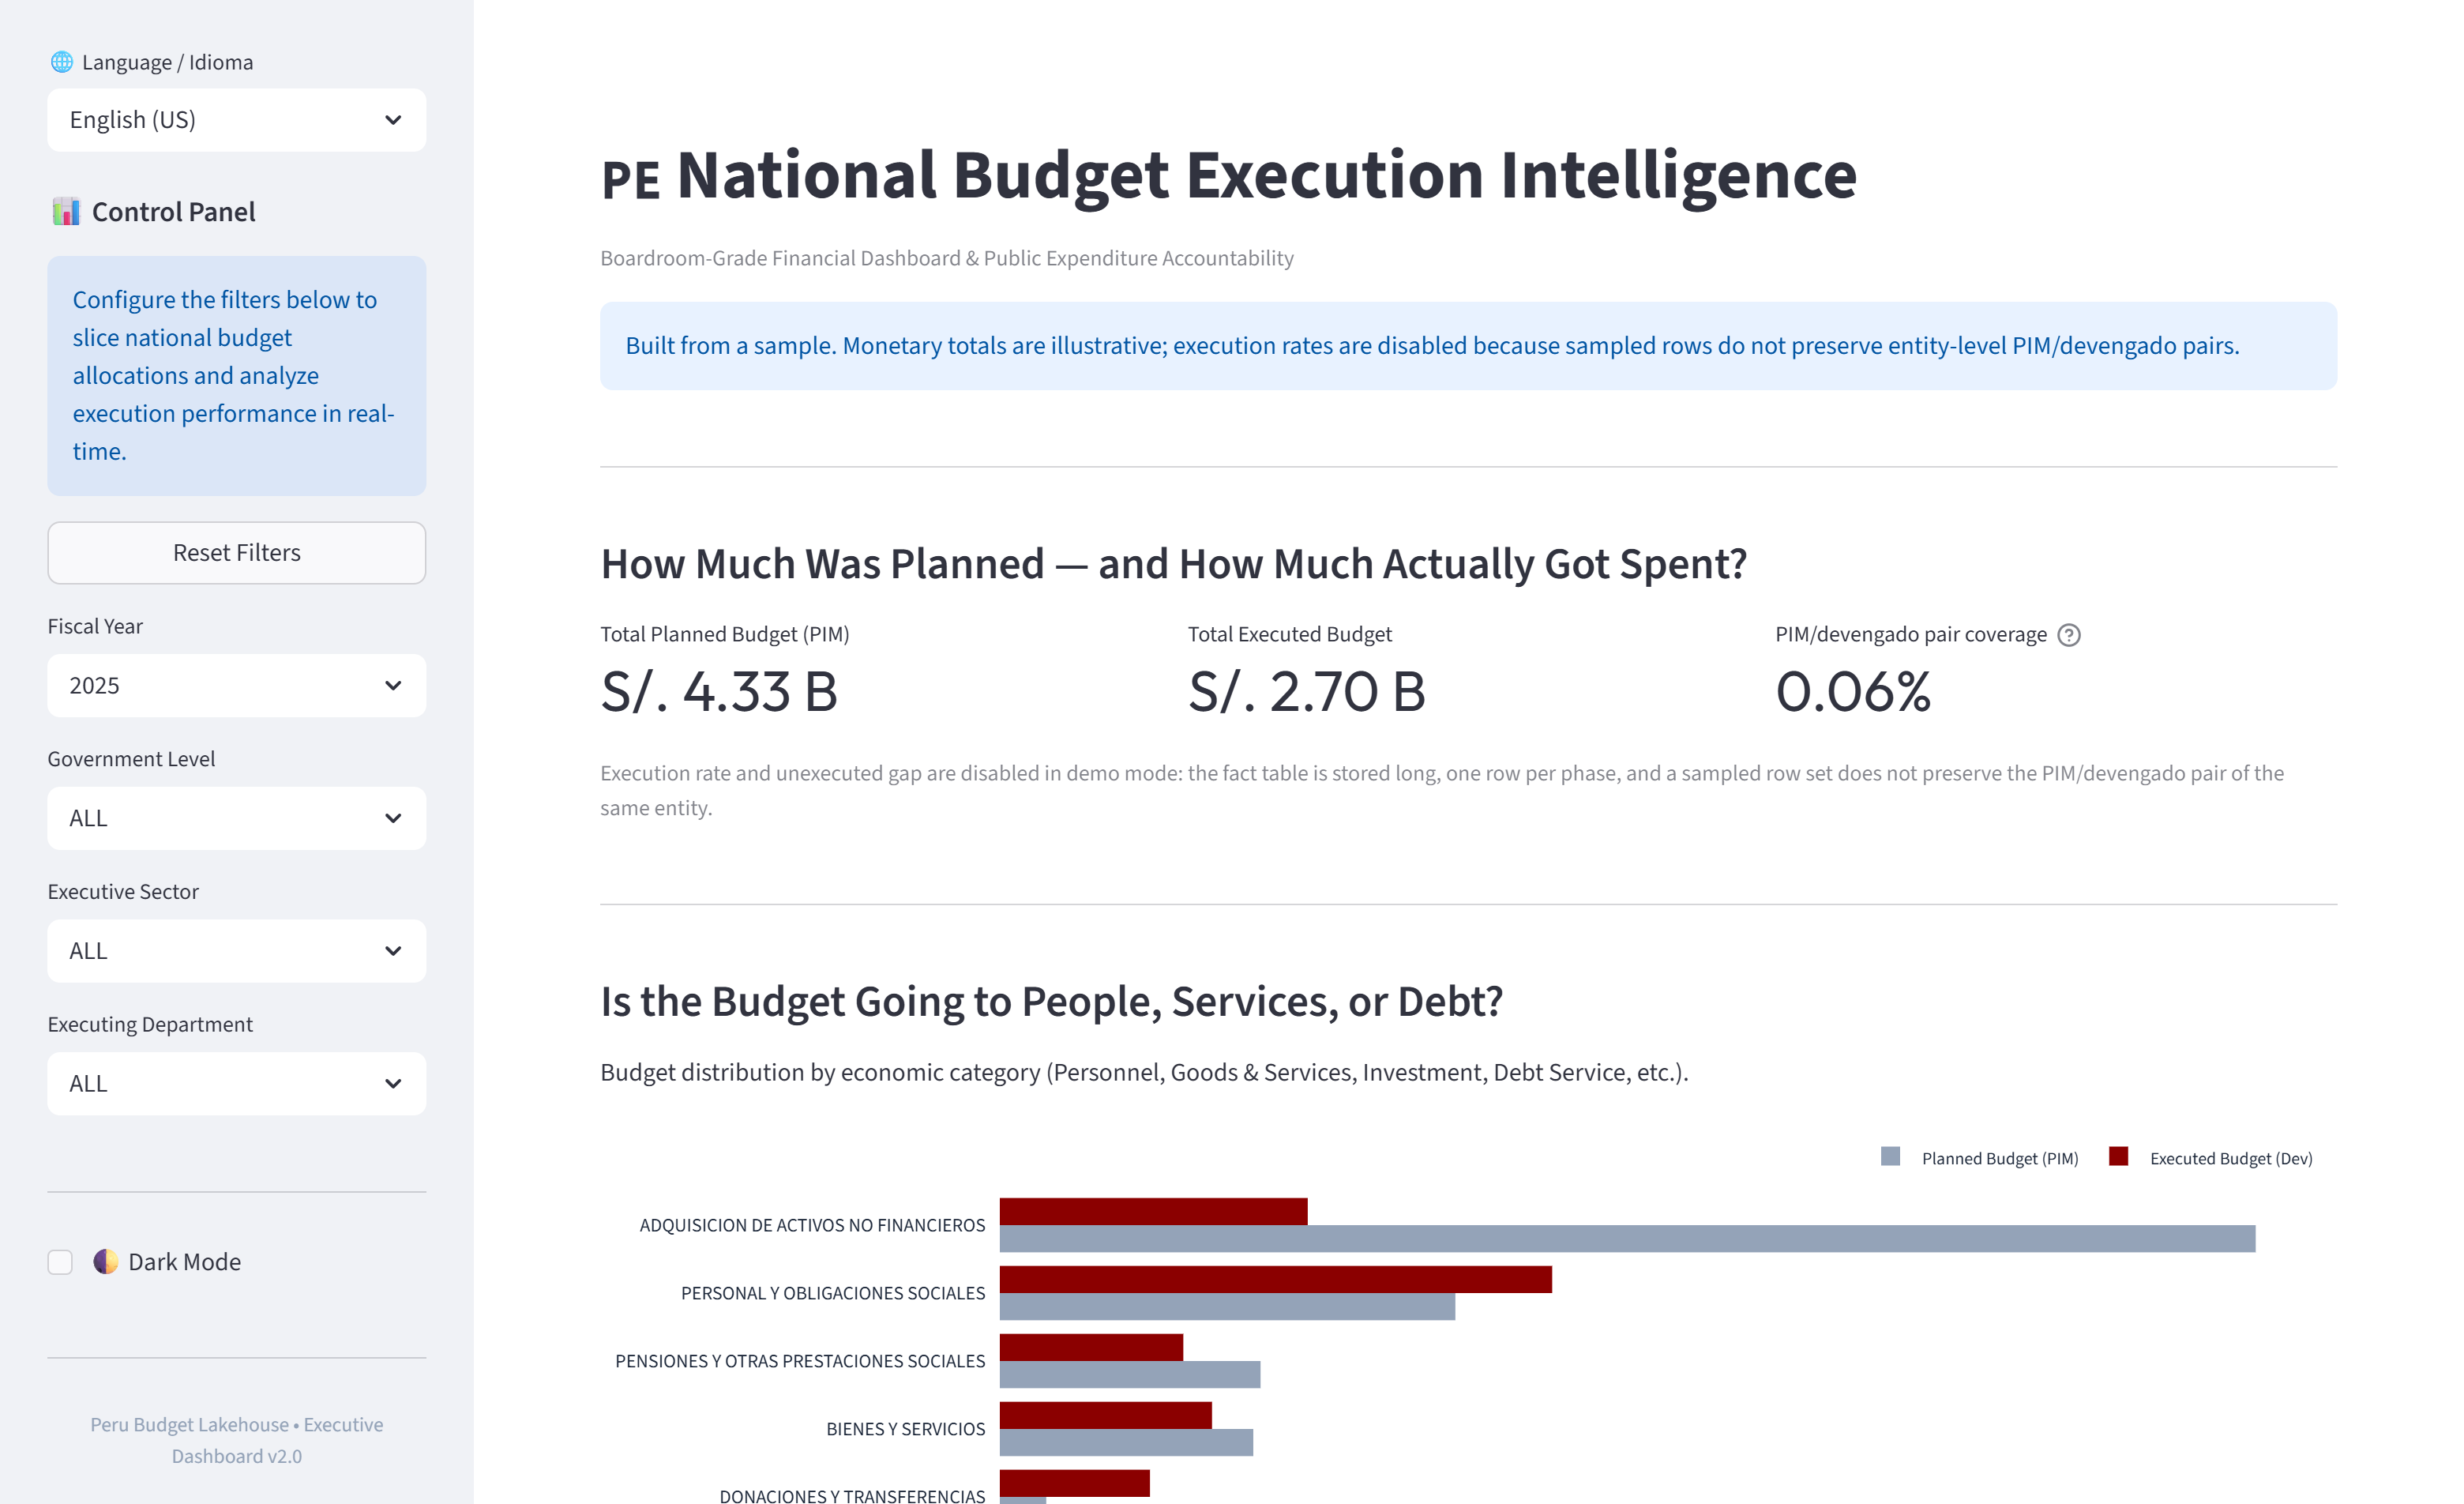 Language / Idioma
English (US)
Control Panel
Configure the filters below to
slice national budget
allocations and analyze
execution performance in real-
time.
Reset Filters
Fiscal Year
2025
Government Level
ALL
Executive Sector
ALL
Executing Department
ALL
Dark Mode
Peru Budget Lakehouse • Executive
Dashboard v2.0
PE National Budget Execution Intelligence
Boardroom-Grade Financial Dashboard & Public Expenditure Accountability
Built from a sample. Monetary totals are illustrative; execution rates are disabled because sampled rows do not preserve entity-level PIM/devengado pairs.
How Much Was Planned — and How Much Actually Got Spent?
Total Planned Budget (PIM)
S/. 4.33 B
Total Executed Budget
S/. 2.70 B
PIM/devengado pair coverage
0.06%
Execution rate and unexecuted gap are disabled in demo mode: the fact table is stored long, one row per phase, and a sampled row set does not preserve the PIM/devengado pair of the
same entity.
Is the Budget Going to People, Services, or Debt?
Budget distribution by economic category (Personnel, Goods & Services, Investment, Debt Service, etc.).
Planned Budget (PIM)
Executed Budget (Dev)
ADQUISICION DE ACTIVOS NO FINANCIEROS
PERSONAL Y OBLIGACIONES SOCIALES
PENSIONES Y OTRAS PRESTACIONES SOCIALES
BIENES Y SERVICIOS
DONACIONES Y TRANSFERENCIAS